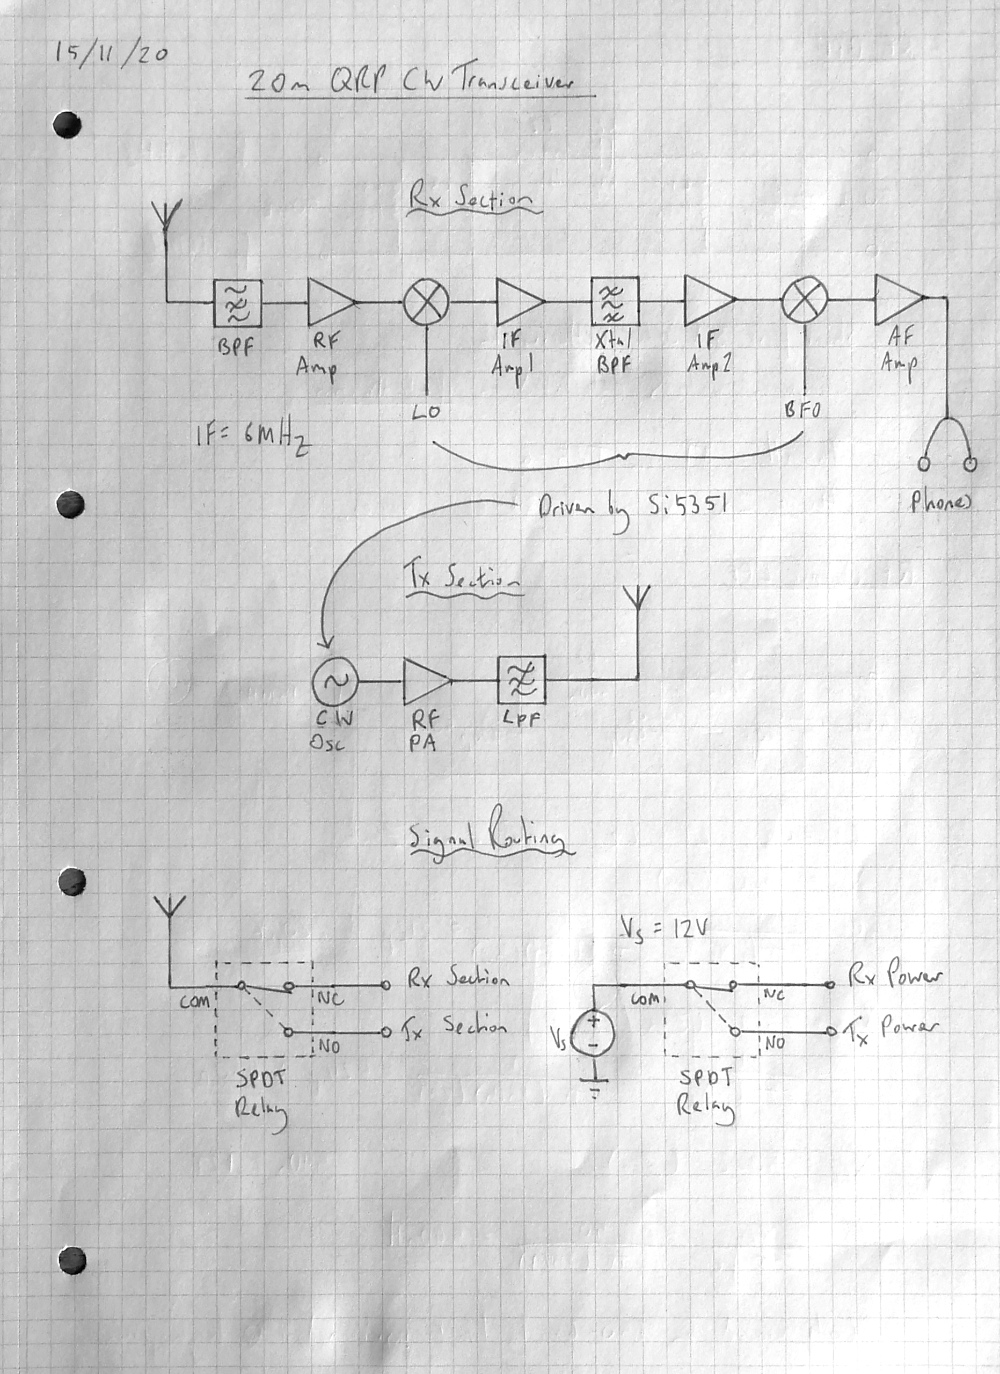 15/11/20
20m QRP CW Transceiver
Rx Section
BPF
RF
Amp
IF
Amp1
Xtal
BPF
IF
Amp2
AF
Amp
LO
BFO
IF = 6MHz
Phones
Driven by Si5351
Tx Section
CW
Osc
RF
PA
LPF
Signal Routing
Vs = 12V
COM
NC
Rx Section
NO
Tx Section
SPDT
Relay
Vs
+
-
COM
NC
Rx Power
NO
Tx Power
SPDT
Relay